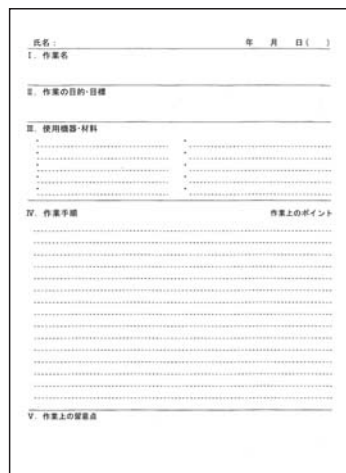 氏名： 年 月 日( )
Ⅰ. 作業名
Ⅱ. 作業の目的・目標
Ⅲ. 使用機器・材料
Ⅳ. 作業手順 作業上のポイント
Ⅴ. 作業上の留意点